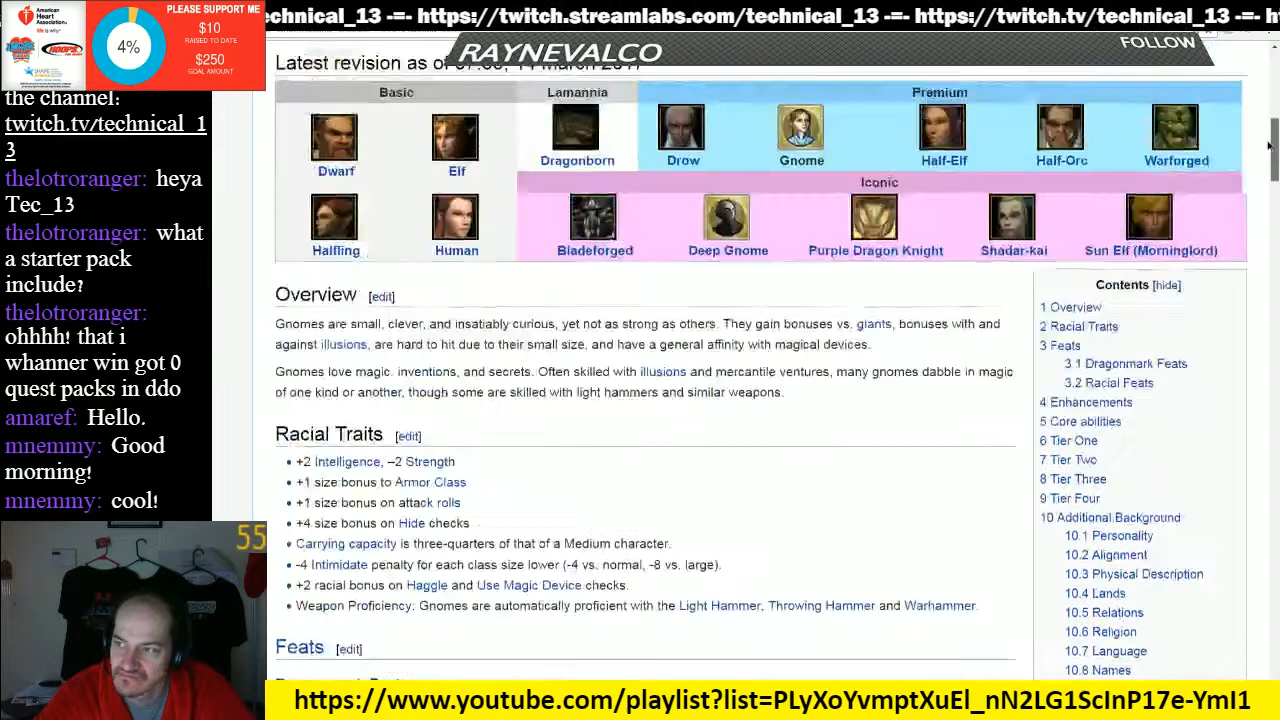 American
Heart
Association®
life is why™
HOOPS
SHAPE
4%
PLEASE SUPPORT ME
$10
RAISED TO DATE
$250
GOAL AMOUNT
echnical_13 -=- https://twitch.streamlabs.com/technical_13 -=- https://twitch.tv/technical_13 -=- h
RAYNEVALCO
FOLLOW
the channel!
twitch.tv/technical_1
3
thelotroranger: heya
Tec_13
thelotroranger: what
a starter pack
include?
thelotroranger:
ohhhh! that i
whanner win got 0
quest packs in ddo
amaref: Hello.
mnemmy: Good
morning!
mnemmy: cool!
55
Latest revision as of
Basic
Lamannia
Premium
Dwarf
Elf
Dragonborn
Drow
Gnome
Half-Elf
Half-Orc
Warforged
Iconic
Halfling
Human
Bladeforged
Deep Gnome
Purple Dragon Knight
Shadar-kai
Sun Elf (Morninglord)
Overview [edit]
Gnomes are small, clever, and insatiably curious, yet not as strong as others. They gain bonuses vs. giants, bonuses with and
against illusions, are hard to hit due to their small size, and have a general affinity with magical devices.
Gnomes love magic, inventions, and secrets. Often skilled with illusions and mercantile ventures, many gnomes dabble in magic
of one kind or another, though some are skilled with light hammers and similar weapons.
Racial Traits [edit]
• +2 Intelligence, –2 Strength
• +1 size bonus to Armor Class
• +1 size bonus on attack rolls
• +4 size bonus on Hide checks
• Carrying capacity is three-quarters of that of a Medium character.
• -4 Intimidate penalty for each class size lower (-4 vs. normal, -8 vs. large).
• +2 racial bonus on Haggle and Use Magic Device checks.
• Weapon Proficiency: Gnomes are automatically proficient with the Light Hammer, Throwing Hammer and Warhammer.
Feats [edit]
Contents [hide]
1 Overview
2 Racial Traits
3 Feats
3.1 Dragonmark Feats
3.2 Racial Feats
4 Enhancements
5 Core abilities
6 Tier One
7 Tier Two
8 Tier Three
9 Tier Four
10 Additional Background
10.1 Personality
10.2 Alignment
10.3 Physical Description
10.4 Lands
10.5 Relations
10.6 Religion
10.7 Language
10.8 Names
https://www.youtube.com/playlist?list=PLyXoYvmptXuEl_nN2LG1ScInP17e-YmI1